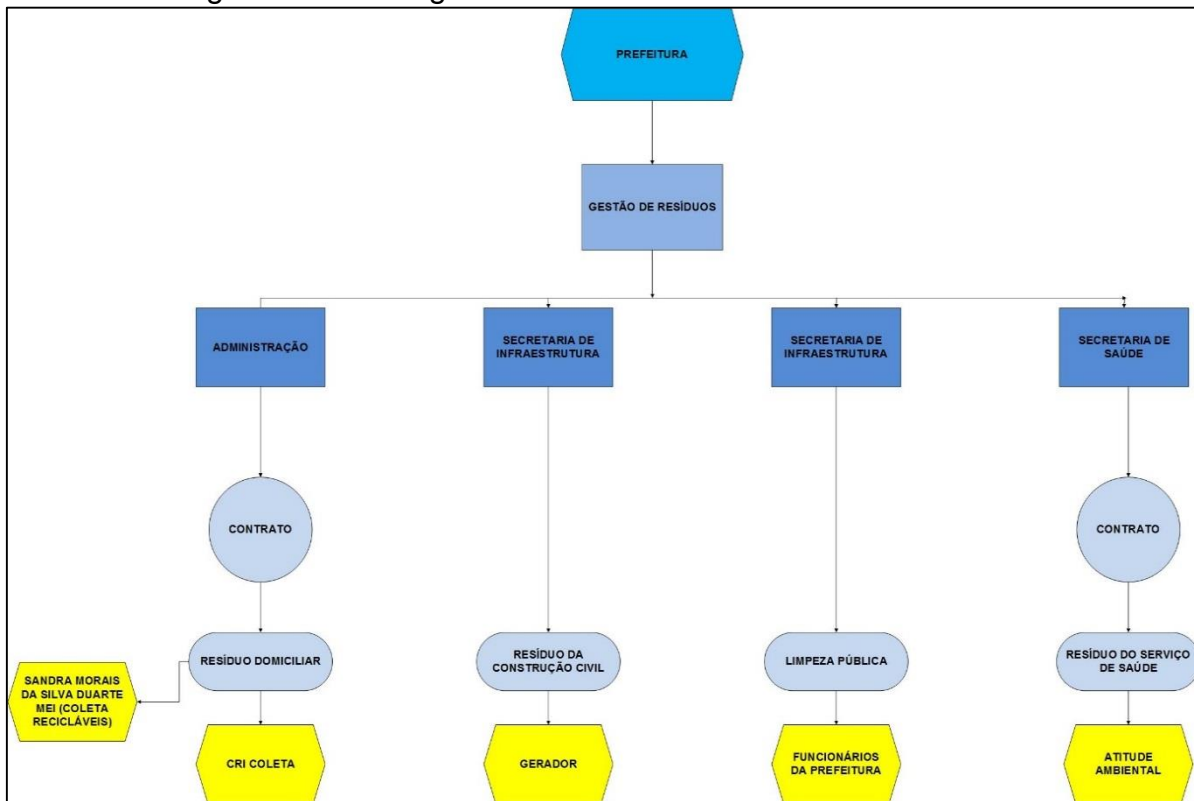 PREFEITURA
GESTÃO DE RESÍDUOS
ADMINISTRAÇÃO
SECRETARIA DE
INFRAESTRUTURA
SECRETARIA DE
INFRAESTRUTURA
SECRETARIA DE
SAÚDE
CONTRATO
CONTRATO
RESÍDUO DOMICILIAR
RESÍDUO DA
CONSTRUÇÃO CIVIL
LIMPEZA PÚBLICA
RESÍDUO DO SERVIÇO
DE SAÚDE
SANDRA MORAIS
DA SILVA DUARTE
MEI (COLETA
RECICLÁVEIS)
CRI COLETA
GERADOR
FUNCIONÁRIOS
DA PREFEITURA
ATITUDE
AMBIENTAL